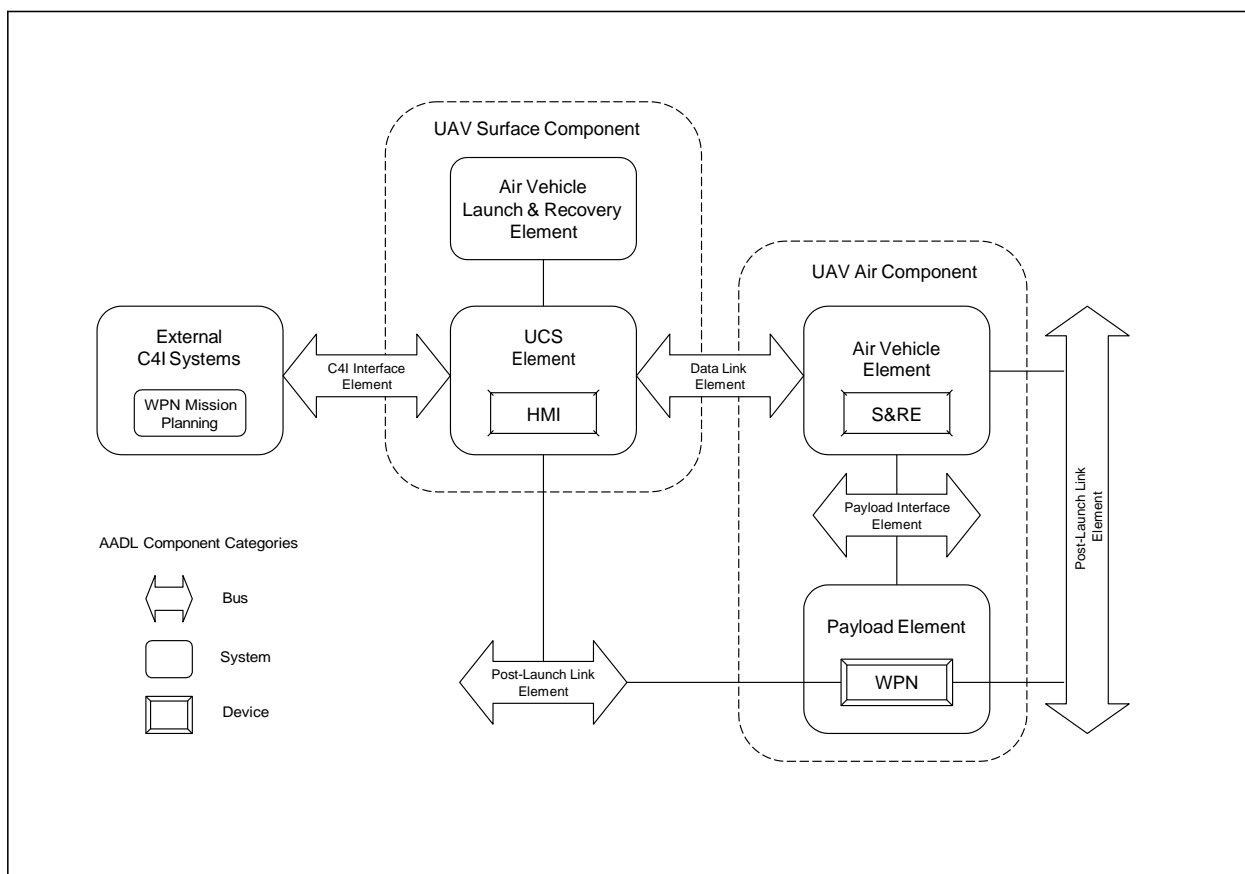 UAV Surface Component
Air Vehicle
Launch & Recovery
Element
UAV Air Component
External
C4I Systems
WPN Mission
Planning
C4I Interface
Element
UCS
Element
HMI
Data Link
Element
Air Vehicle
Element
S&RE
Payload Interface
Element
Post-Launch Link
Element
Payload Element
WPN
Post-Launch Link
Element
AADL Component Categories
Bus
System
Device